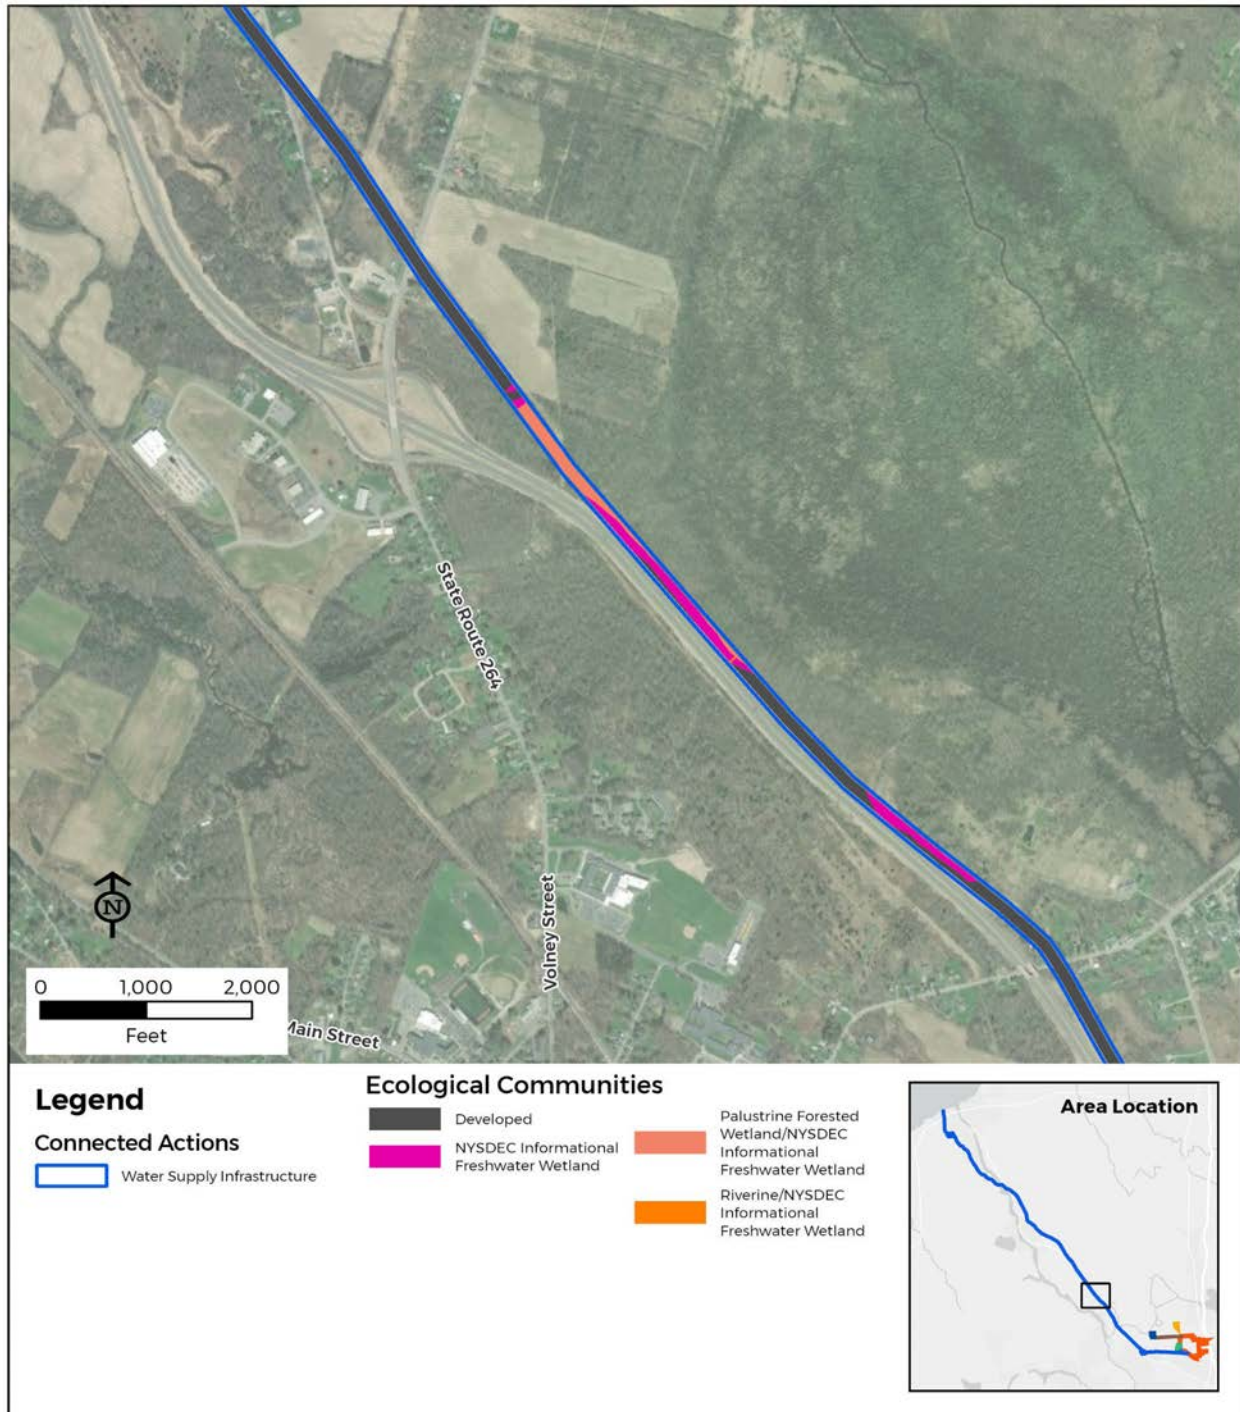 State Route 264
Volney Street
Main Street
N
0 1,000 2,000
Feet
Legend
Connected Actions
Water Supply Infrastructure
Ecological Communities
Developed
NYSDEC Informational
Freshwater Wetland
Palustrine Forested
Wetland/NYSDEC
Informational
Freshwater Wetland
Riverine/NYSDEC
Informational
Freshwater Wetland
Area Location